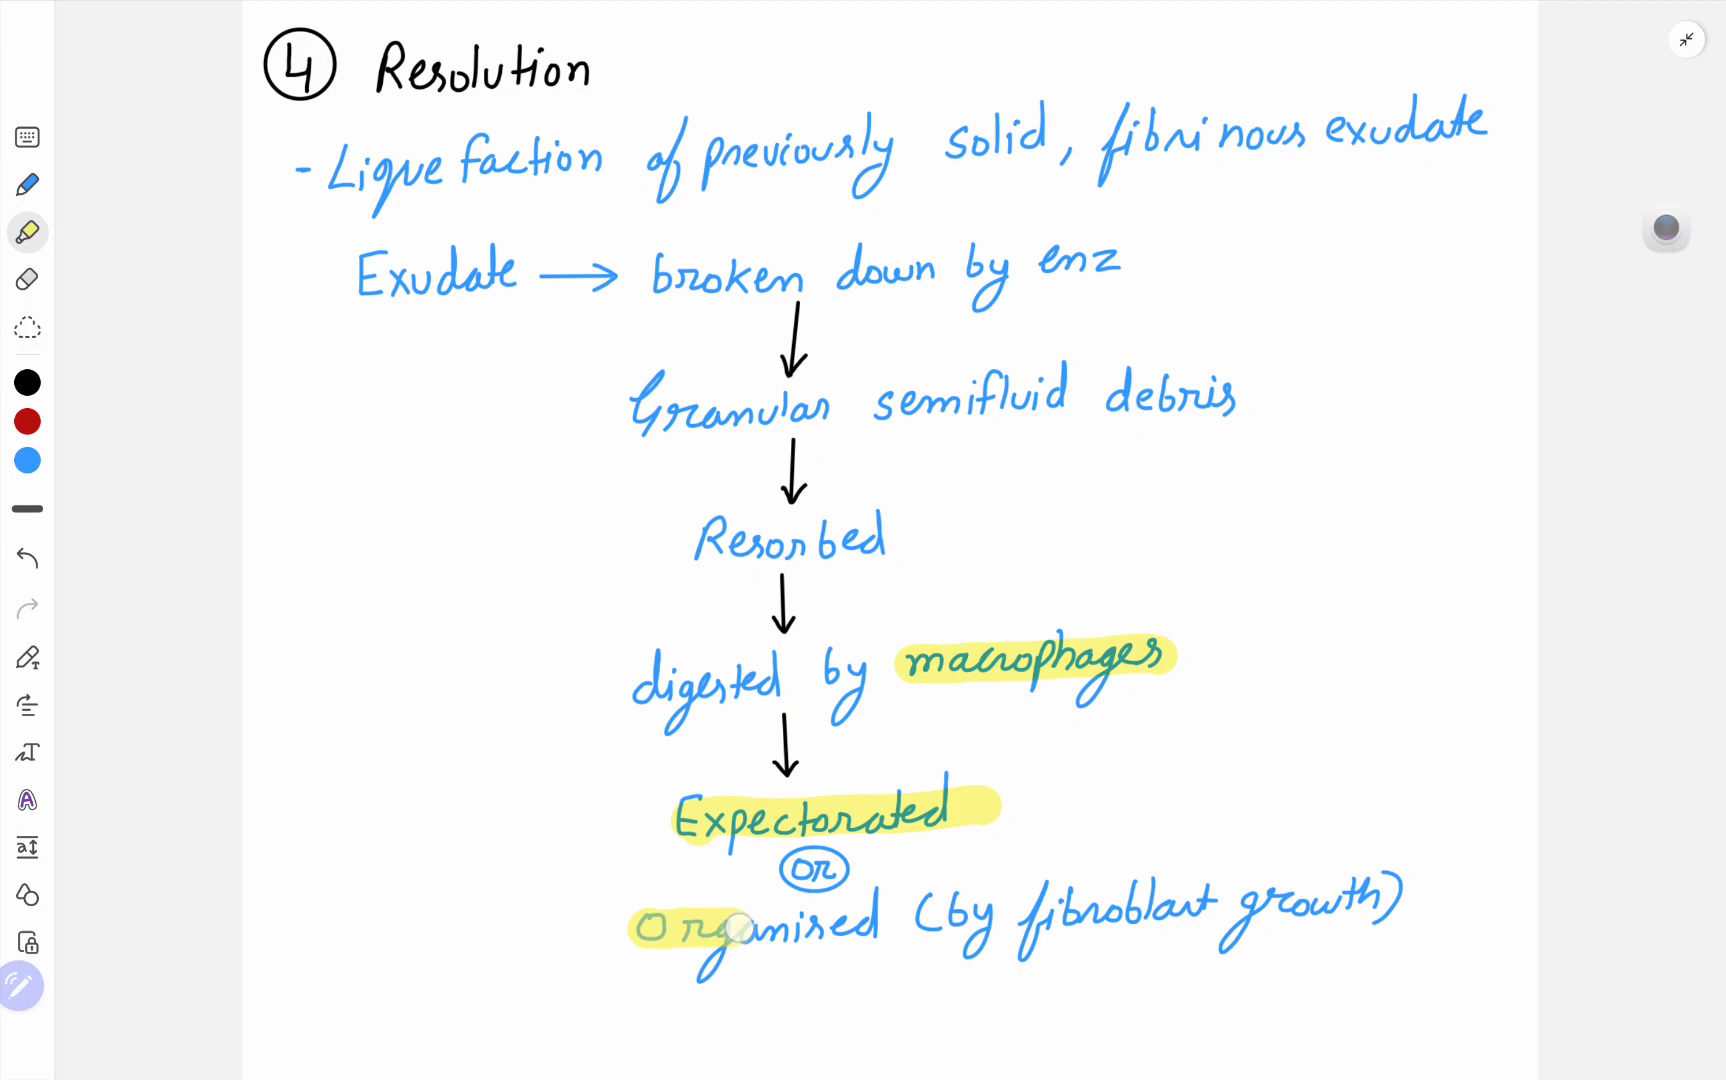 4 Resolution
- Liquefaction of previously solid, fibrinous exudate
Exudate → broken down by enz
↓
Granular semifluid debris
↓
Resorbed
↓
digested by macrophages
↓
Expectorated
or
Organised (by fibroblast growth)